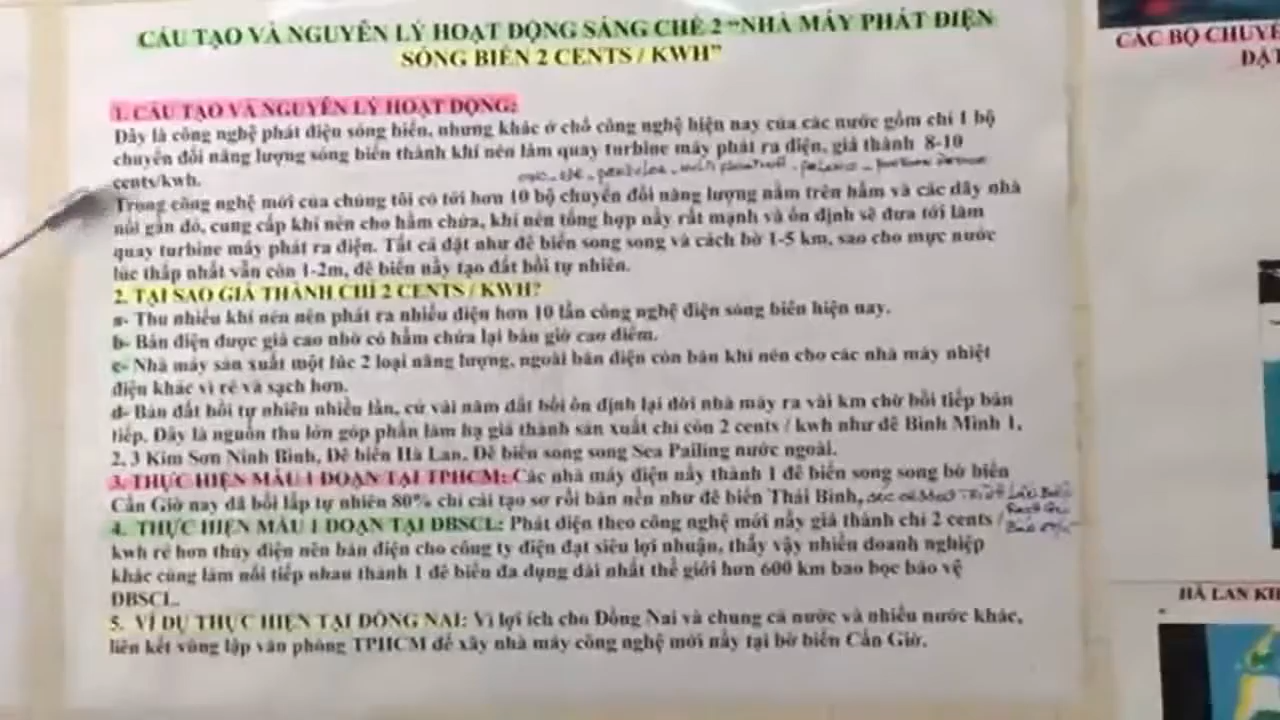 CẤU TẠO VÀ NGUYÊN LÝ HOẠT ĐỘNG SÁNG CHẾ 2 "NHÀ MÁY PHÁT ĐIỆN
SÓNG BIỂN 2 CENTS / KWH"
1. CẤU TẠO VÀ NGUYÊN LÝ HOẠT ĐỘNG:
Đây là công nghệ phát điện sóng biển, nhưng khác ở chỗ công nghệ hiện nay của các nước gồm chỉ 1 bộ
chuyển đổi năng lượng sóng biển thành khí nén làm quay turbine máy phát ra điện, giá thành 8-10
cents/kwh.
Trong công nghệ mới của chúng tôi có tới hơn 10 bộ chuyển đổi năng lượng nằm trên hầm và các dãy nhà
nổi gần đó, cung cấp khí nén cho hầm chứa, khí nén tổng hợp nầy rất mạnh và ổn định sẽ đưa tới làm
quay turbine máy phát ra điện. Tất cả đặt như đê biển song song và cách bờ 1-5 km, sao cho mực nước
lúc thấp nhất vẫn còn 1-2m, đê biển nầy tạo đất bồi tự nhiên.
2. TẠI SAO GIÁ THÀNH CHỈ 2 CENTS / KWH?
a- Thu nhiều khí nén nên phát ra nhiều điện hơn 10 lần công nghệ điện sóng biển hiện nay.
b- Bán điện được giá cao nhờ có hầm chứa lại bán giờ cao điểm.
c- Nhà máy sản xuất một lúc 2 loại năng lượng, ngoài bán điện còn bán khí nén cho các nhà máy nhiệt
điện khác vì rẻ và sạch hơn.
d- Bán đất bồi tự nhiên nhiều lần, cứ vài năm đất bồi ổn định lại dời nhà máy ra vài km chờ bồi tiếp bán
tiếp. Đây là nguồn thu lớn góp phần làm hạ giá thành sản xuất chỉ còn 2 cents / kwh như đê Bình Minh 1,
2, 3 Kim Sơn Ninh Bình, Đê biển Hà Lan, Đê biển song song Sea Pailing nước ngoài.
3. THỰC HIỆN MẪU 1 ĐOẠN TẠI TPHCM: Các nhà máy điện nầy thành 1 đê biển song song bờ biển
Cần Giờ nay đã bồi lắp tự nhiên 80% chỉ cải tạo sơ rồi bán nền như đê biển Thái Bình,
4. THỰC HIỆN MẪU 1 ĐOẠN TẠI ĐBSCL: Phát điện theo công nghệ mới nầy giá thành chỉ 2 cents /
kwh rẻ hơn thủy điện nên bán điện cho công ty điện đạt siêu lợi nhuận, thấy vậy nhiều doanh nghiệp
khác cùng làm nối tiếp nhau thành 1 đê biển đa dụng dài nhất thế giới hơn 600 km bao bọc bảo vệ
ĐBSCL.
5. VÍ DỤ THỰC HIỆN TẠI ĐỒNG NAI: Vì lợi ích cho Đồng Nai và chung cả nước và nhiều nước khác,
liên kết vùng lập văn phòng TPHCM để xây nhà máy công nghệ mới nầy tại bờ biển Cần Giờ.
CÁC BỘ CHUYỂ
ĐẶT
HÀ LAN KH